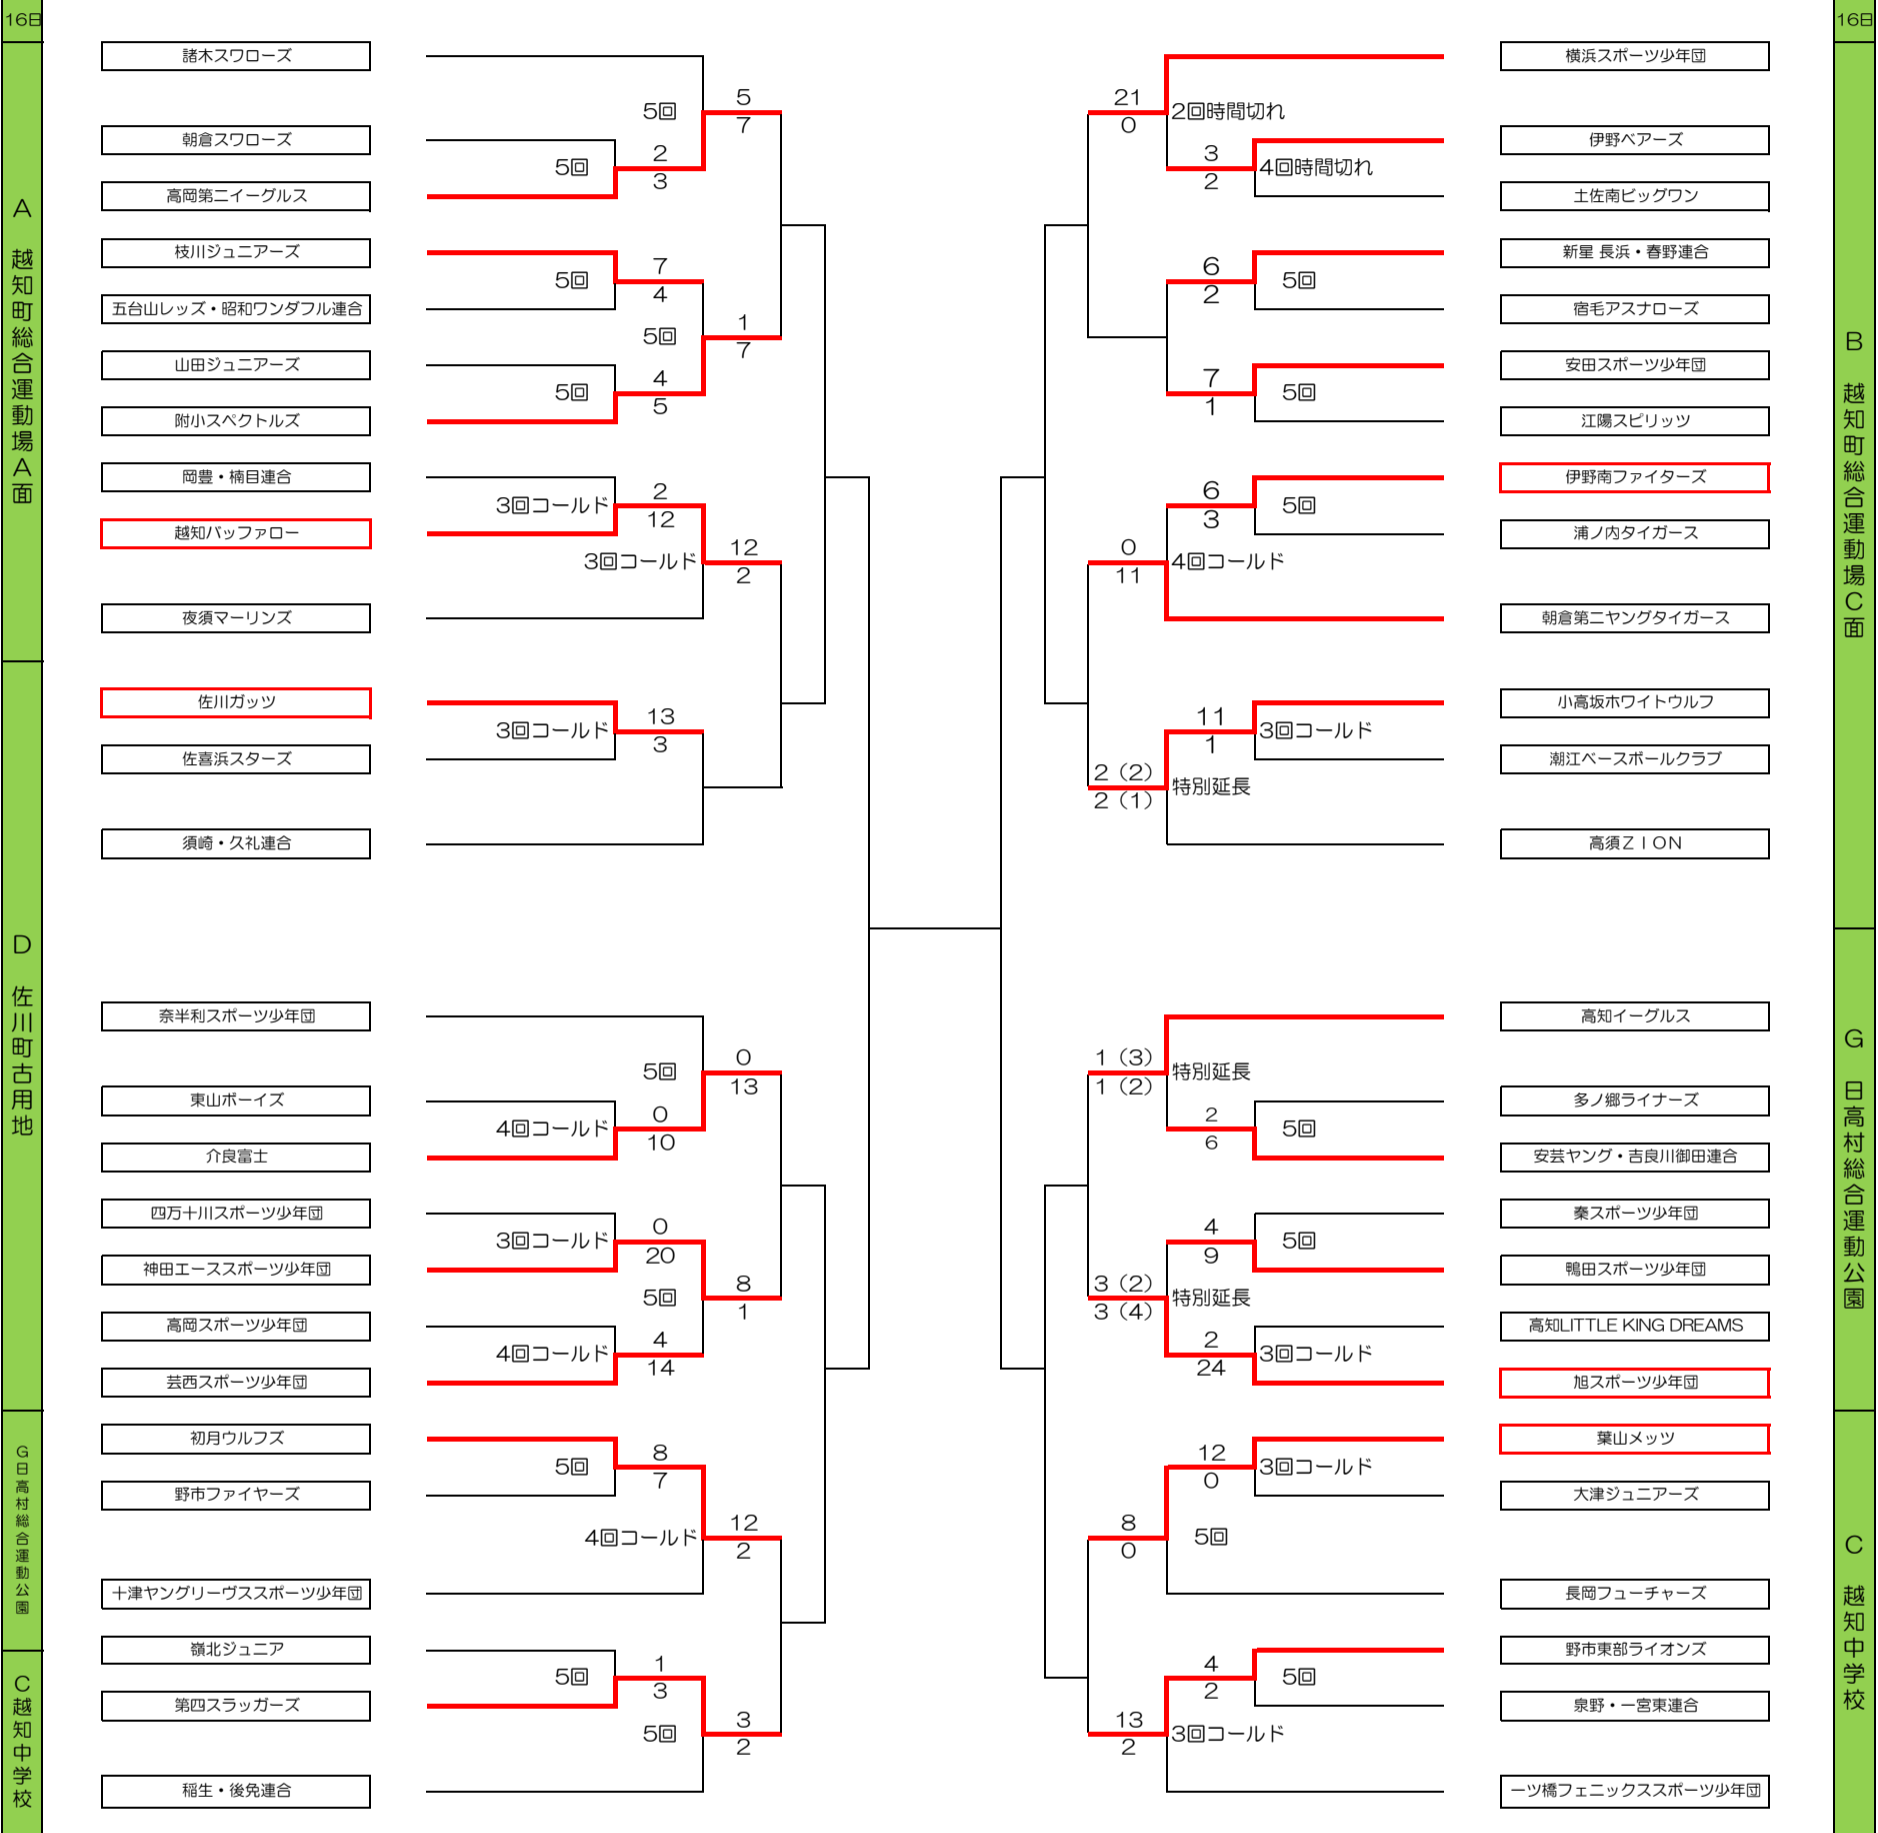 16日
A 越知町総合運動場A面
D 佐川町古用地
G日高村総合運動公園
C越知中学校
諸木スワローズ
5回
5
7
朝倉スワローズ
5回
2
3
高岡第二イーグルス
枝川ジュニアーズ
5回
7
4
五台山レッズ・昭和ワンダフル連合
5回
1
7
山田ジュニアーズ
5回
4
5
附小スペクトルズ
岡豊・楠目連合
3回コールド
2
12
越知バッファロー
3回コールド
12
2
夜須マーリンズ
佐川ガッツ
3回コールド
13
3
佐喜浜スターズ
須崎・久礼連合
奈半利スポーツ少年団
5回
0
13
東山ボーイズ
4回コールド
0
10
介良富士
四万十川スポーツ少年団
3回コールド
0
20
神田エーススポーツ少年団
5回
8
1
高岡スポーツ少年団
4回コールド
4
14
芸西スポーツ少年団
初月ウルフズ
5回
8
7
野市ファイヤーズ
4回コールド
12
2
十津ヤングリーヴススポーツ少年団
嶺北ジュニア
5回
1
3
第四スラッガーズ
5回
3
2
稲生・後免連合
16日
B 越知町総合運動場C面
G 日高村総合運動公園
C 越知中学校
横浜スポーツ少年団
21
0
2回時間切れ
伊野ベアーズ
3
2
4回時間切れ
土佐南ビッグワン
新星 長浜・春野連合
6
2
5回
宿毛アスナローズ
安田スポーツ少年団
7
1
5回
江陽スピリッツ
伊野南ファイターズ
6
3
5回
浦ノ内タイガース
0
11
4回コールド
朝倉第二ヤングタイガース
小高坂ホワイトウルフ
11
1
3回コールド
潮江ベースボールクラブ
2（2）
2（1）
特別延長
高須ZION
高知イーグルス
1（3）
1（2）
特別延長
多ノ郷ライナーズ
2
6
5回
安芸ヤング・吉良川御田連合
秦スポーツ少年団
4
9
5回
鴨田スポーツ少年団
3（2）
3（4）
特別延長
高知LITTLE KING DREAMS
2
24
3回コールド
旭スポーツ少年団
葉山メッツ
12
0
3回コールド
大津ジュニアーズ
8
0
5回
長岡フューチャーズ
野市東部ライオンズ
4
2
5回
泉野・一宮東連合
13
2
3回コールド
一ツ橋フェニックススポーツ少年団